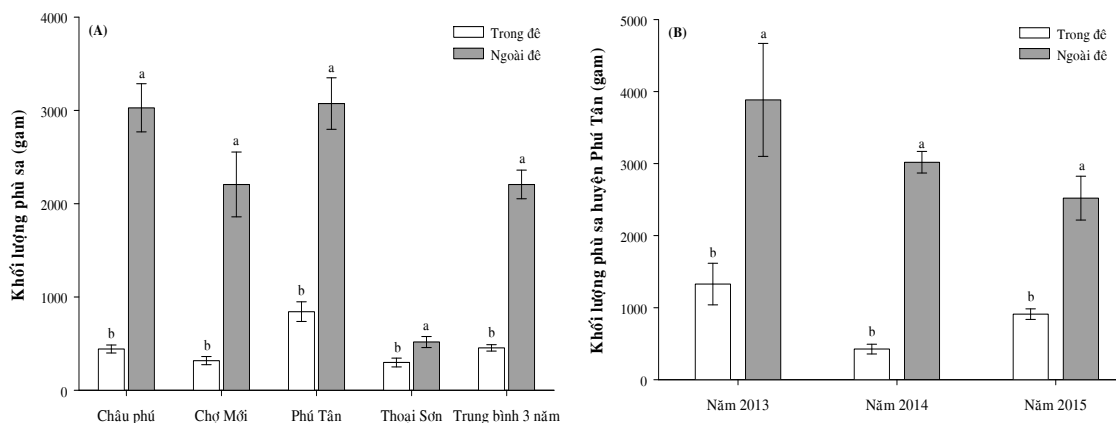 (A)
Trong đê
Ngoài đê
Khối lượng phù sa (gam)
4000
3000
2000
1000
0
a
b
a
b
a
b
a
b
a
b
Châu phú
Chợ Mới
Phú Tân
Thoại Sơn
Trung bình 3 năm
(B)
Trong đê
Ngoài đê
Khối lượng phù sa huyện Phú Tân (gam)
5000
4000
3000
2000
1000
0
a
b
a
b
a
b
Năm 2013
Năm 2014
Năm 2015